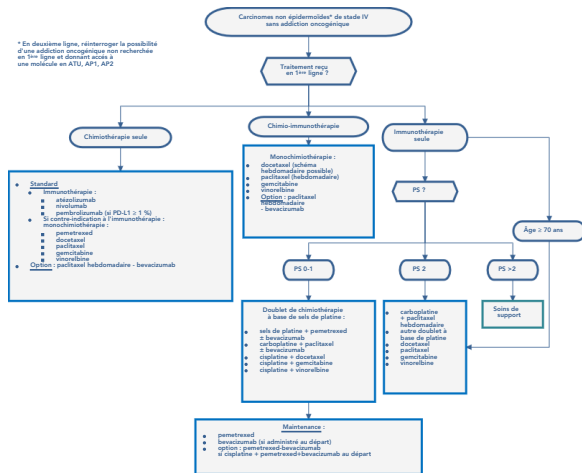 Carcinomes non épidermoïdes* de stade IV
sans addiction oncogénique
* En deuxième ligne, réinterroger la possibilité
d'une addiction oncogénique non recherchée
en 1ère ligne et donnant accès à
une molécule en ATU, AP1, AP2
Traitement reçu
en 1ère ligne ?
Chimiothérapie seule
Chimio-immunothérapie
Immunothérapie
seule
Standard
Immunothérapie :
atézolizumab
nivolumab
pembrolizumab (si PD-L1 ≥ 1 %)
Si contre-indication à l'immunothérapie :
monochimiothérapie :
pemetrexed
docetaxel
paclitaxel
gemcitabine
vinorelbine
Option : paclitaxel hebdomadaire - bevacizumab
Monochimiothérapie :
docetaxel (schéma
hebdomadaire possible)
paclitaxel (hebdomadaire)
gemcitabine
vinorelbine
Option : paclitaxel
hebdomadaire
- bevacizumab
PS ?
Âge ≥ 70 ans
PS 0-1
PS 2
PS >2
Doublet de chimiothérapie
à base de sels de platine :
sels de platine + pemetrexed
± bevacizumab
carboplatine + paclitaxel
± bevacizumab
cisplatine + docetaxel
cisplatine + gemcitabine
cisplatine + vinorelbine
carboplatine
+ paclitaxel
hebdomadaire
autre doublet à
base de platine
docetaxel
paclitaxel
gemcitabine
vinorelbine
Soins de
support
Maintenance :
pemetrexed
bevacizumab (si administré au départ)
option : pemetrexed-bevacizumab
si cisplatine + pemetrexed+bevacizumab au départ